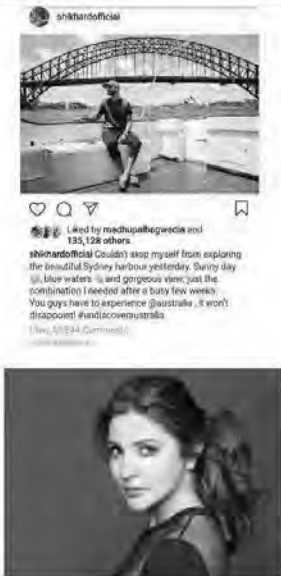 shikhardofficial
Liked by madhupalbagwacia and
135,128 others
shikhardofficial Couldn't stop myself from exploring
the beautiful Sydney harbour yesterday. Sunny day
, blue waters and gorgeous view, just the
combination I needed after a busy few weeks.
You guys have to experience @australia , it won't
disappoint! #undiscoveraustralia